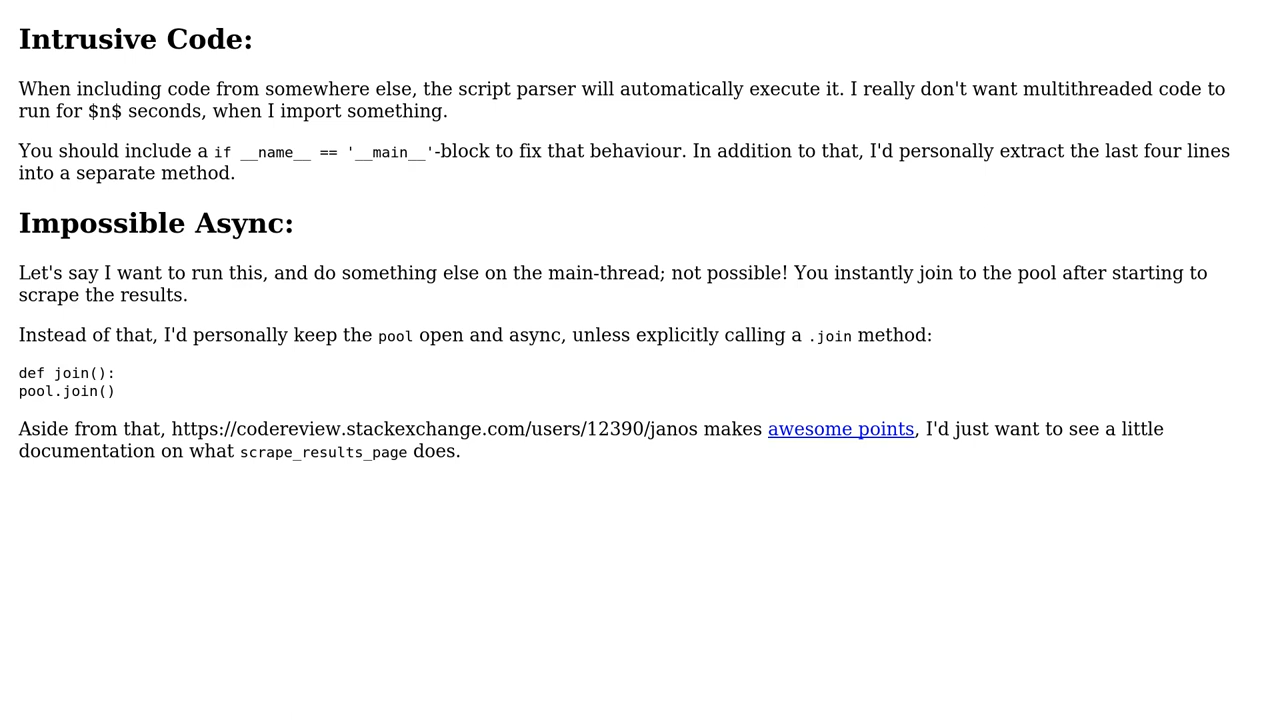 Intrusive Code:
When including code from somewhere else, the script parser will automatically execute it. I really don't want multithreaded code to
run for $n$ seconds, when I import something.
You should include a if __name__ == '__main__'-block to fix that behaviour. In addition to that, I'd personally extract the last four lines
into a separate method.
Impossible Async:
Let's say I want to run this, and do something else on the main-thread; not possible! You instantly join to the pool after starting to
scrape the results.
Instead of that, I'd personally keep the pool open and async, unless explicitly calling a .join method:
def join():
pool.join()
Aside from that, https://codereview.stackexchange.com/users/12390/janos makes awesome points, I'd just want to see a little
documentation on what scrape_results_page does.